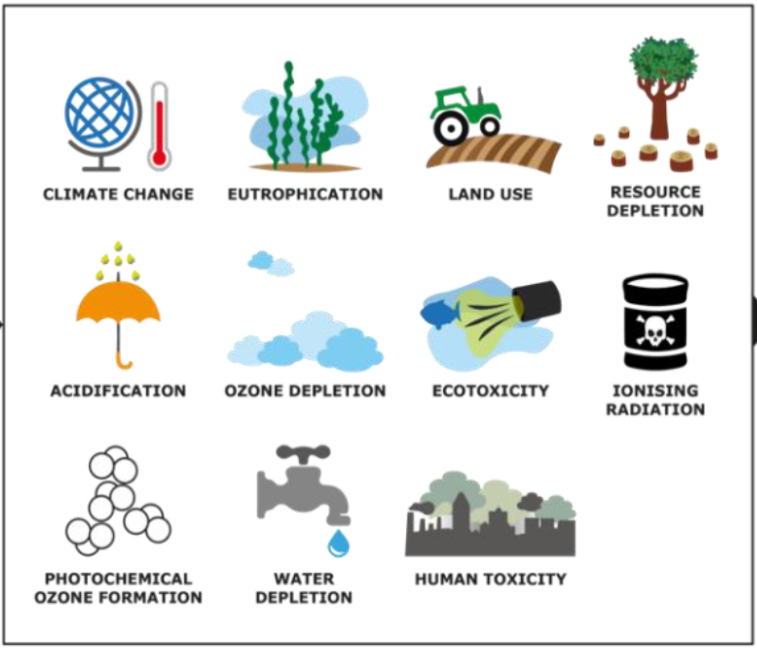 CLIMATE CHANGE
EUTROPHICATION
LAND USE
RESOURCE
DEPLETION
ACIDIFICATION
OZONE DEPLETION
ECOTOXICITY
IONISING
RADIATION
PHOTOCHEMICAL
OZONE FORMATION
WATER
DEPLETION
HUMAN TOXICITY